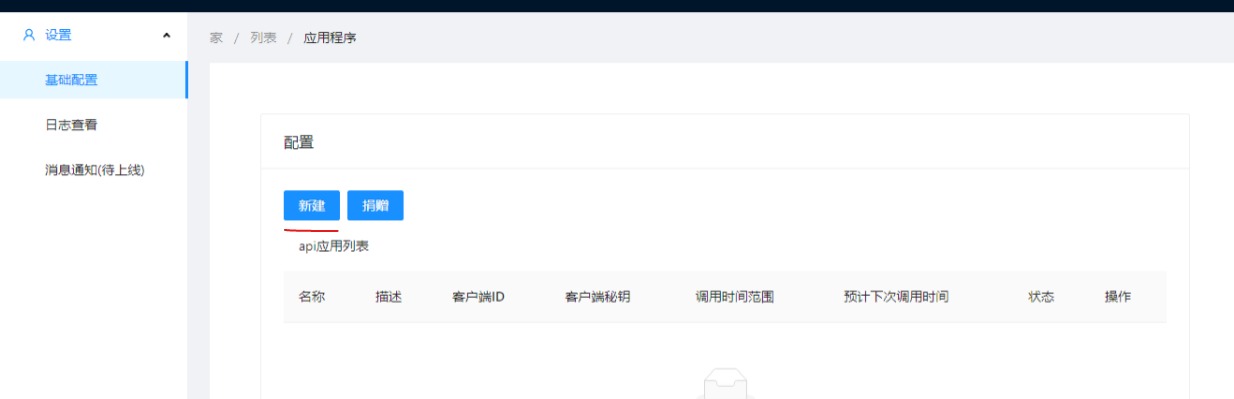 设置
家 / 列表 / 应用程序
基础配置
日志查看
消息通知(待上线)
配置
新建 捐赠
api应用列表
名称 描述 客户端ID 客户端秘钥 调用时间范围 预计下次调用时间 状态 操作